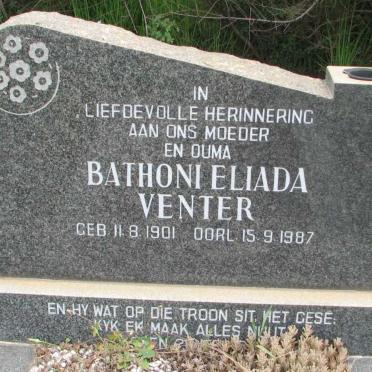 IN
LIEFDEVOLLE HERINNERING
AAN ONS MOEDER
EN OUMA
BATHONI ELIADA
VENTER
GEB. 11.8.1901 OORL. 15.9.1987
EN HY WAT OP DIE TROON SIT, HET GESE:
KYK EK MAAK ALLES NUUT